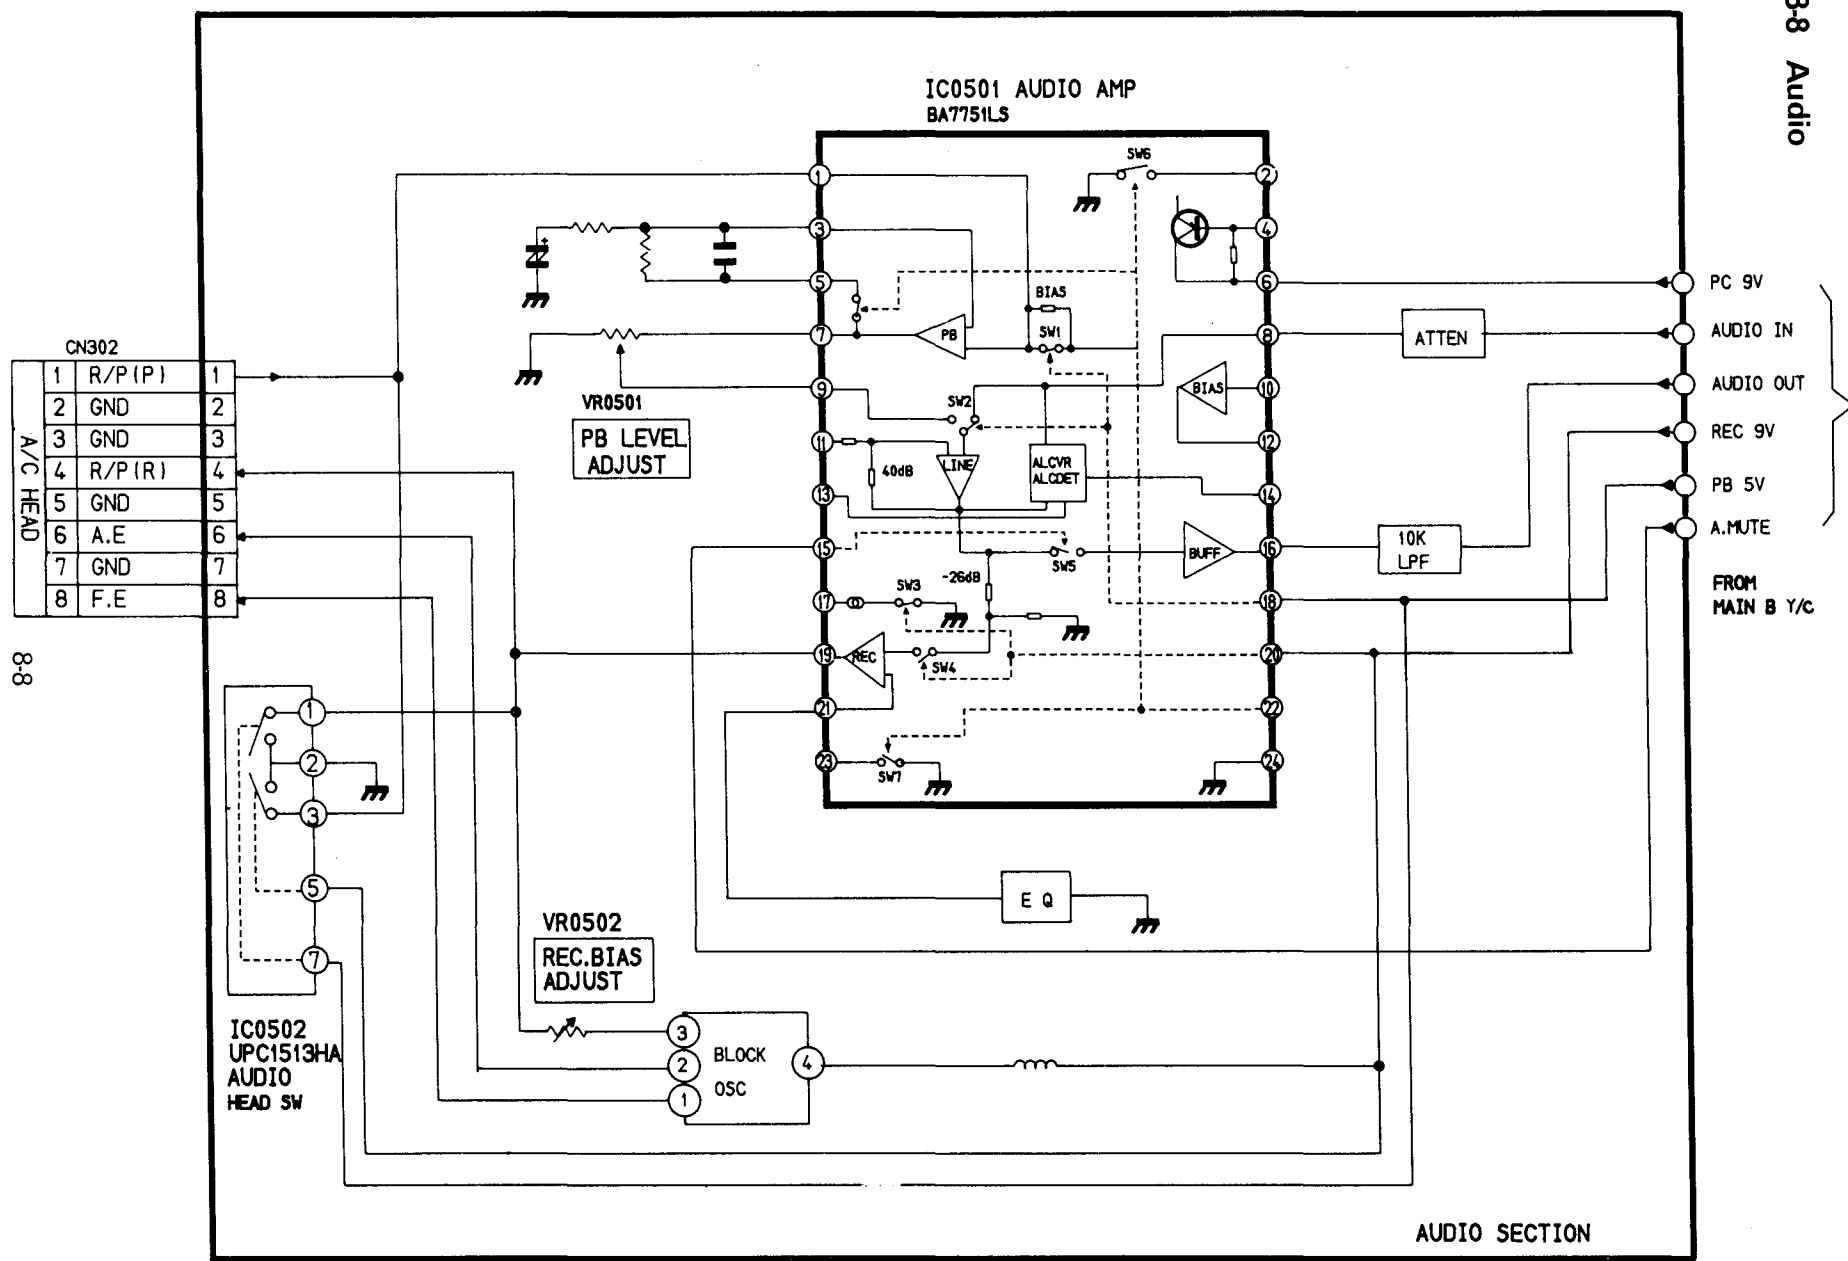 8-8 Audio
IC0501 AUDIO AMP
BA7751LS
1
3
5
7
9
11
13
15
17
19
21
23
2
4
6
8
10
12
14
16
18
20
22
24
SW6
BIAS
SW1
PB
BIAS
SW2
LINE
40dB
ALCVR
ALCDET
SW5
BUFF
-26dB
SW3
REC
SW4
SW7
ATTEN
10K
LPF
PC 9V
AUDIO IN
AUDIO OUT
REC 9V
PB 5V
A.MUTE
FROM
MAIN B Y/C
VR0501
PB LEVEL
ADJUST
CN302
A/C HEAD
1 R/P(P) 1
2 GND 2
3 GND 3
4 R/P(R) 4
5 GND 5
6 A.E 6
7 GND 7
8 F.E 8
8-8
1
2
3
5
7
IC0502
UPC1513HA
AUDIO
HEAD SW
VR0502
REC.BIAS
ADJUST
E Q
3
2
1
4
BLOCK
OSC
AUDIO SECTION